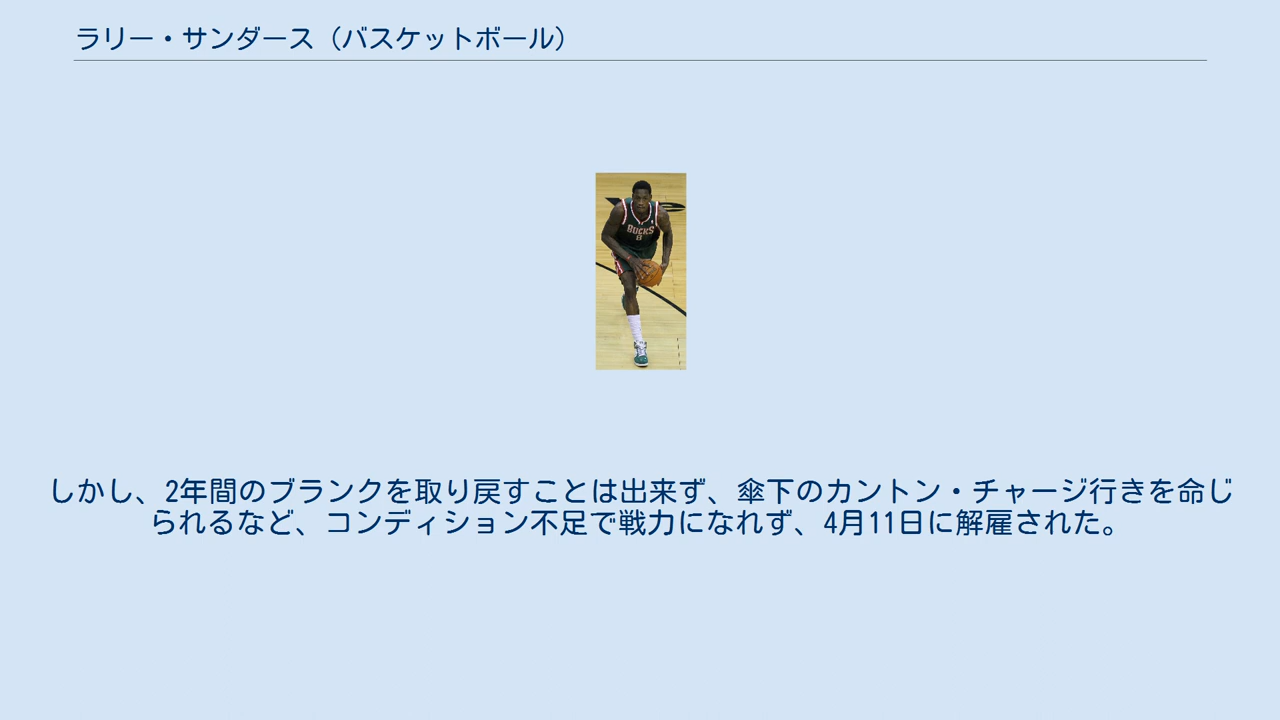 ラリー・サンダース（バスケットボール）
BUCKS
8
しかし、2年間のブランクを取り戻すことは出来ず、傘下のカントン・チャージ行きを命じ
られるなど、コンディション不足で戦力になれず、4月11日に解雇された。